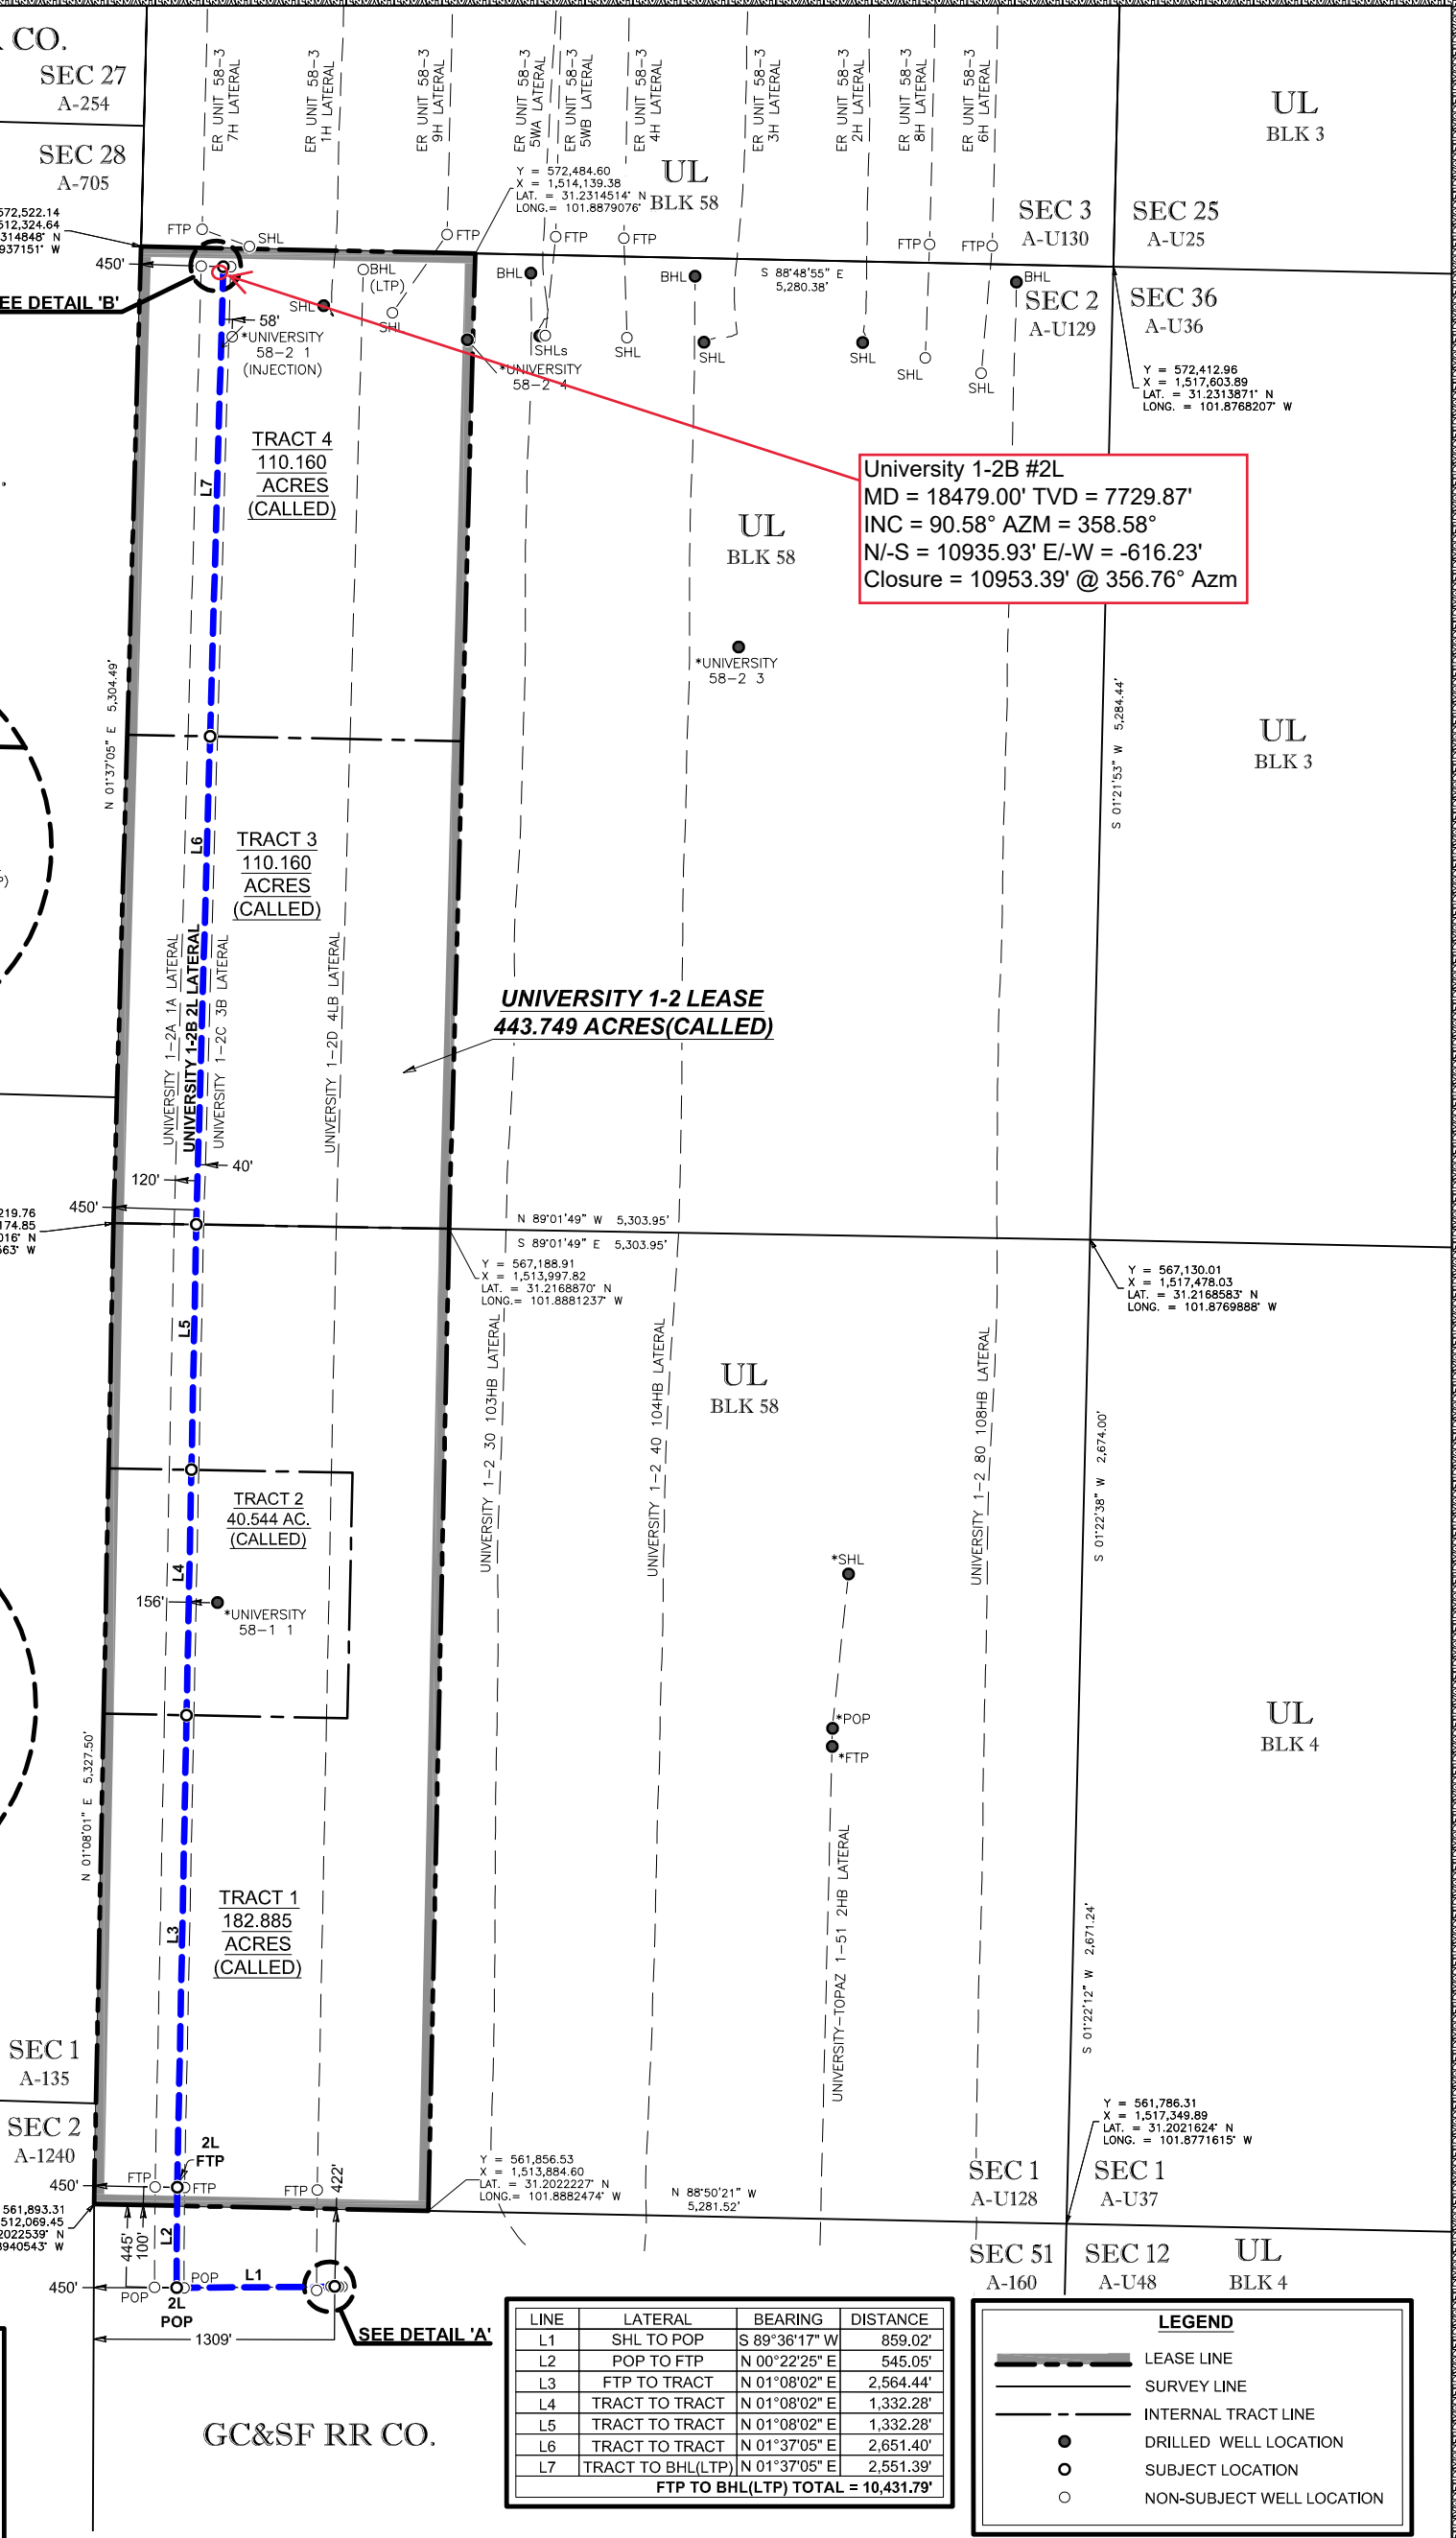 CO.
SEC 27
A-254
SEC 28
A-705
572,522.14
512,324.64
314848° N
937151° W
450'
EE DETAIL 'B'
ER UNIT 58-3
7H LATERAL
ER UNIT 58-3
1H LATERAL
ER UNIT 58-3
9H LATERAL
ER UNIT 58-3
5WA LATERAL
ER UNIT 58-3
5WB LATERAL
ER UNIT 58-3
4H LATERAL
ER UNIT 58-3
3H LATERAL
ER UNIT 58-3
2H LATERAL
ER UNIT 58-3
8H LATERAL
ER UNIT 58-3
6H LATERAL
UL
BLK 3
Y = 572,484.60
X = 1,514,139.38
LAT. = 31.2314514° N
LONG.= 101.8879076°
UL
BLK 58
SEC 3
A-U130
SEC 25
A-U25
FTP
SHL
FTP
FTP
FTP
FTP
FTP
BHL
(LTP)
SHL
SHL
BHL
BHL
S 88°48'55" E
5,280.38'
BHL
SEC 2
A-U129
SEC 36
A-U36
58'
*UNIVERSITY
58-2 1
(INJECTION)
*UNIVERSITY
58-2 4
SHLs
SHL
SHL
SHL
SHL
SHL
Y = 572,412.96
X = 1,517,603.89
LAT. = 31.2313871° N
LONG. = 101.8768207° W
University 1-2B #2L
MD = 18479.00' TVD = 7729.87'
INC = 90.58° AZM = 358.58°
N/-S = 10935.93' E/-W = -616.23'
Closure = 10953.39' @ 356.76° Azm
TRACT 4
110.160
ACRES
(CALLED)
L7
UL
BLK 58
*UNIVERSITY
58-2 3
N 01°37'05" E 5,304.49'
S 01°21'53" W 5,284.44'
UL
BLK 3
L6
TRACT 3
110.160
ACRES
(CALLED)
UNIVERSITY 1-2A 1A LATERAL
UNIVERSITY 1-2B 2L LATERAL
UNIVERSITY 1-2C 3B LATERAL
UNIVERSITY 1-2D 4LB LATERAL
UNIVERSITY 1-2 LEASE
443.749 ACRES(CALLED)
40'
120'
450'
219.76
174.85
016° N
563° W
N 89°01'49" W 5,303.95'
S 89°01'49" E 5,303.95'
Y = 567,188.91
X = 1,513,997.82
LAT. = 31.2168870° N
LONG.= 101.8881237° W
Y = 567,130.01
X = 1,517,478.03
LAT. = 31.2168583° N
LONG. = 101.8769888° W
L5
UNIVERSITY 1-2 30 103HB LATERAL
UNIVERSITY 1-2 40 104HB LATERAL
UNIVERSITY 1-2 80 108HB LATERAL
UL
BLK 58
S 01°22'38" W 2,674.00'
TRACT 2
40.544 AC.
(CALLED)
L4
156'
*UNIVERSITY
58-1 1
*SHL
*POP
*FTP
UL
BLK 4
N 01°08'01" E 5,327.50'
UNIVERSITY-TOPAZ 1-51 2HB LATERAL
TRACT 1
182.885
ACRES
(CALLED)
L3
S 01°22'12" W 2,671.24'
SEC 1
A-135
SEC 2
A-1240
2L
FTP
450'
FTP
FTP
FTP
422'
561,893.31
512,069.45
2022539° N
8940543° W
Y = 561,856.53
X = 1,513,884.60
LAT. = 31.2022227° N
LONG.= 101.8882474° W
N 88°50'21" W
5,281.52'
Y = 561,786.31
X = 1,517,349.89
LAT. = 31.2021624° N
LONG. = 101.8771615° W
SEC 1
A-U128
SEC 1
A-U37
445'
100'
L2
450'
POP
POP
L1
2L
POP
1309'
SEE DETAIL 'A'
SEC 51
A-160
SEC 12
A-U48
UL
BLK 4
GC&SF RR CO.
LINE LATERAL BEARING DISTANCE
L1 SHL TO POP S 89°36'17" W 859.02'
L2 POP TO FTP N 00°22'25" E 545.05'
L3 FTP TO TRACT N 01°08'02" E 2,564.44'
L4 TRACT TO TRACT N 01°08'02" E 1,332.28'
L5 TRACT TO TRACT N 01°08'02" E 1,332.28'
L6 TRACT TO TRACT N 01°37'05" E 2,651.40'
L7 TRACT TO BHL(LTP) N 01°37'05" E 2,551.39'
FTP TO BHL(LTP) TOTAL = 10,431.79'
LEGEND
LEASE LINE
SURVEY LINE
INTERNAL TRACT LINE
DRILLED WELL LOCATION
SUBJECT LOCATION
NON-SUBJECT WELL LOCATION